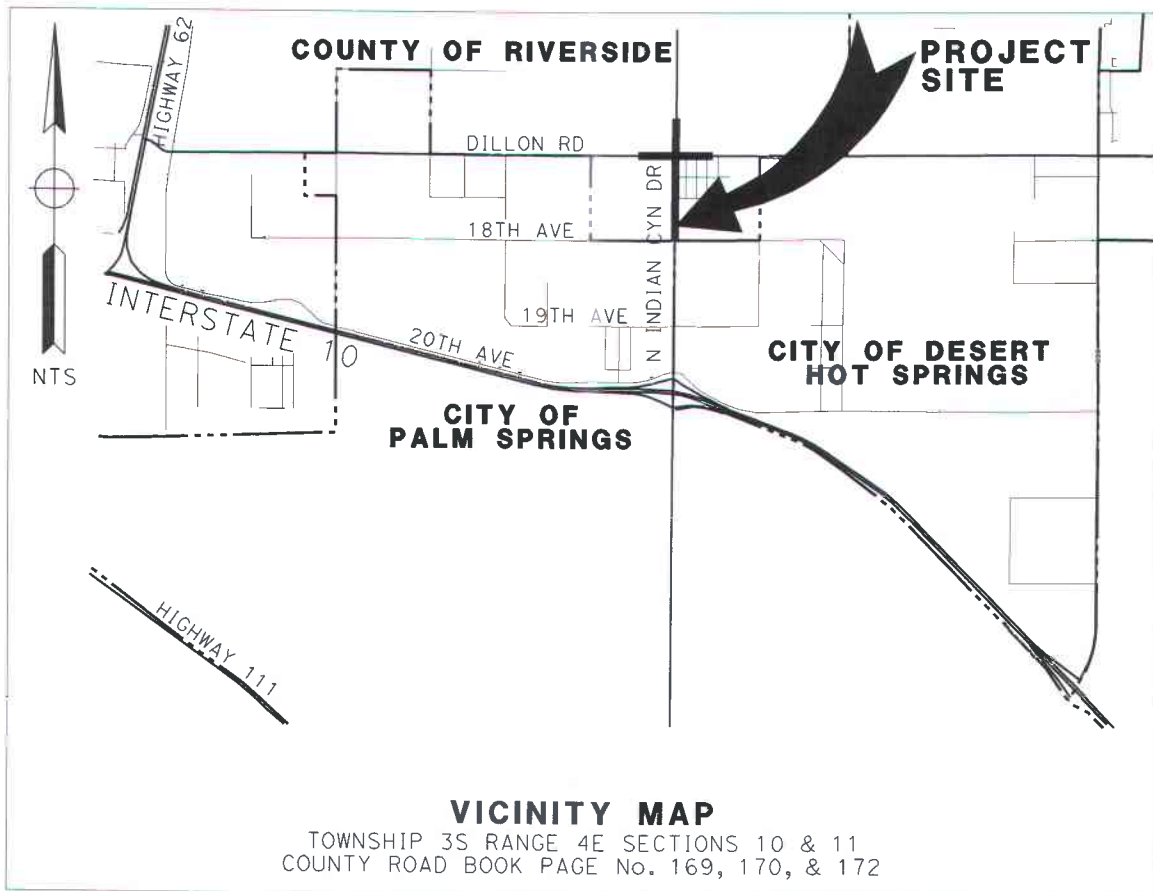 HIGHWAY 62
COUNTY OF RIVERSIDE
PROJECT
SITE
DILLON RD
N INDIAN CYN DR
18TH AVE
INTERSTATE 10
19TH AVE
20TH AVE.
NTS
CITY OF DESERT
HOT SPRINGS
CITY OF
PALM SPRINGS
HIGHWAY 111
VICINITY MAP
TOWNSHIP 3S RANGE 4E SECTIONS 10 & 11
COUNTY ROAD BOOK PAGE No. 169, 170, & 172